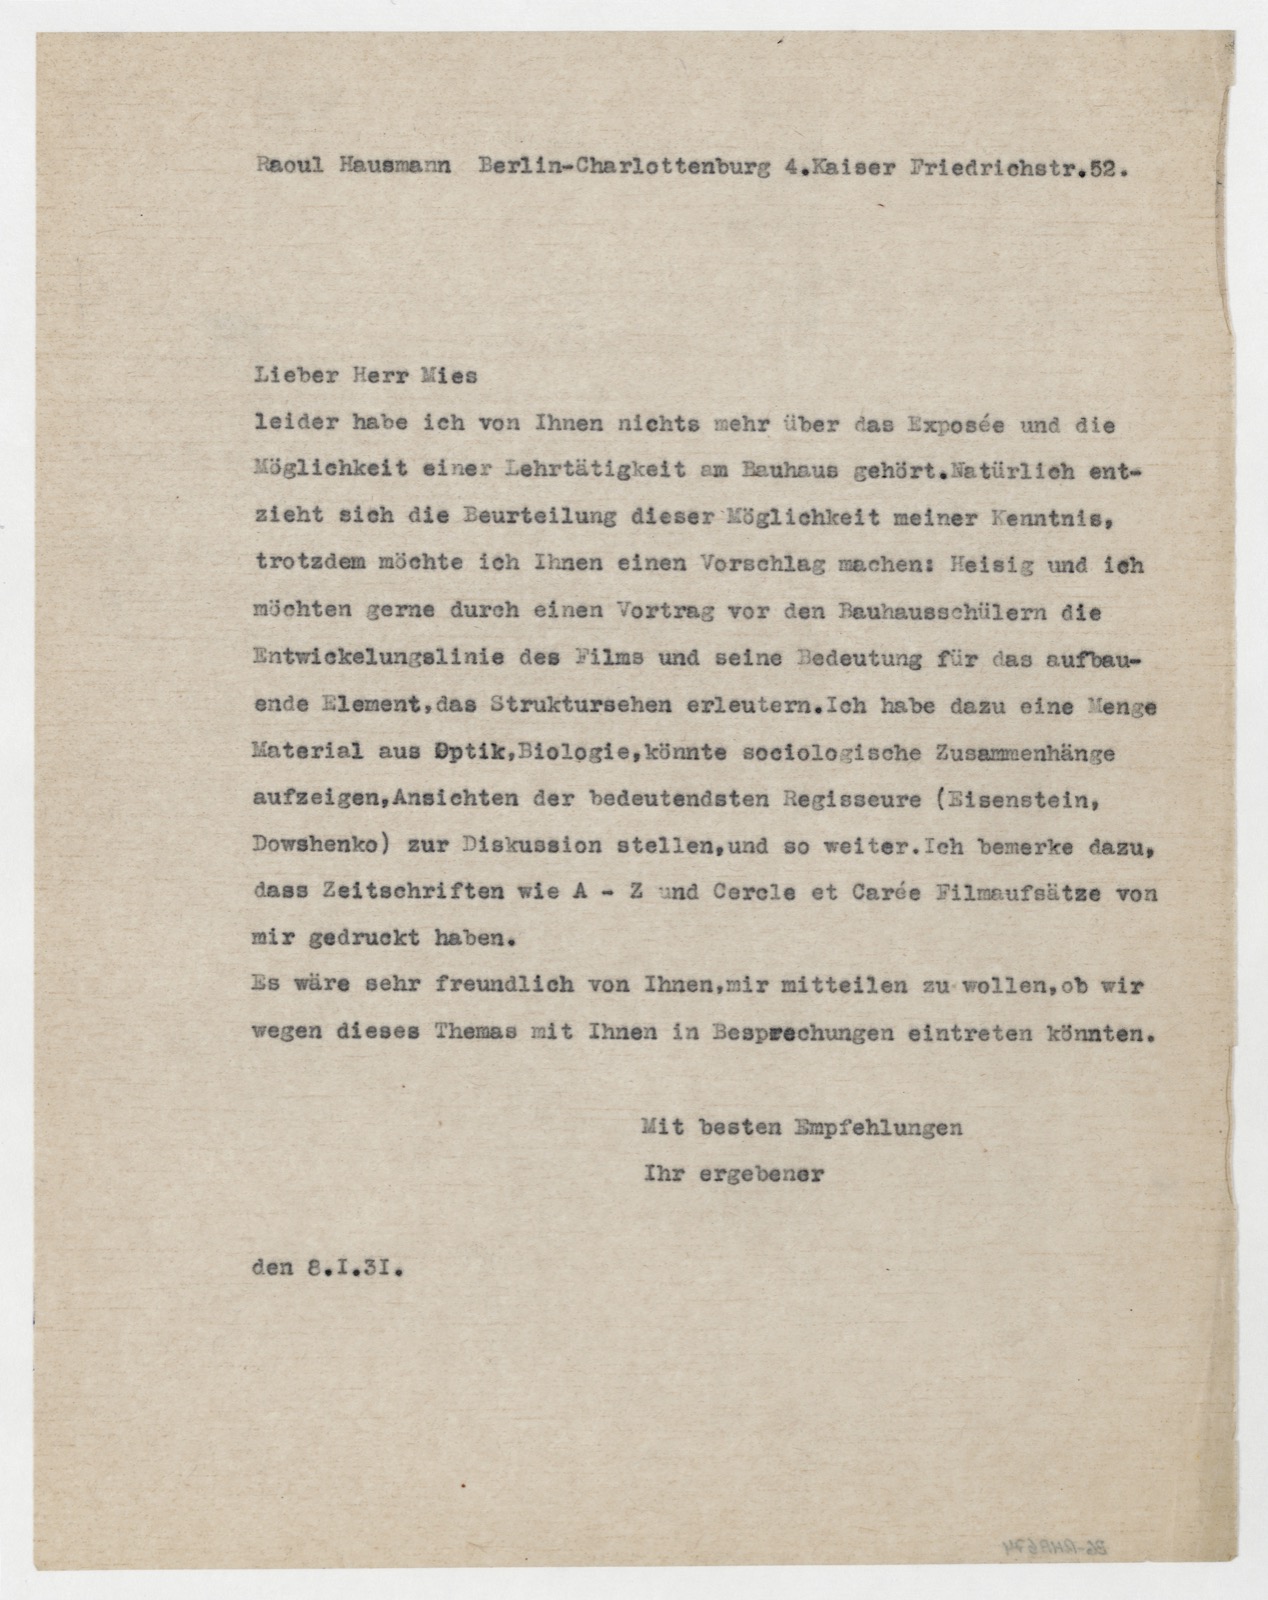 Raoul Hausmann Berlin-Charlottenburg 4.Kaiser Friedrichstr.52.
Lieber Herr Mies
leider habe ich von Ihnen nichts mehr über das Exposée und die
Möglichkeit einer Lehrtätigkeit am Bauhaus gehört.Natürlich ent-
zieht sich die Beurteilung dieser Möglichkeit meiner Kenntnis,
trotzdem möchte ich Ihnen einen Vorschlag machen: Heisig und ich
möchten gerne durch einen Vortrag vor den Bauhausschülern die
Entwickelungslinie des Films und seine Bedeutung für das aufbau-
ende Element,das Struktursehen erleutern.Ich habe dazu eine Menge
Material aus Optik,Biologie,könnte sociologische Zusammenhänge
aufzeigen,Ansichten der bedeutendsten Regisseure (Eisenstein,
Dowshenko) zur Diskussion stellen,und so weiter.Ich bemerke dazu,
dass Zeitschriften wie A - Z und Cercle et Carée Filmaufsätze von
mir gedruckt haben.
Es wäre sehr freundlich von Ihnen,mir mitteilen zu wollen,ob wir
wegen dieses Themas mit Ihnen in Besprechungen eintreten könnten.
Mit besten Empfehlungen
Ihr ergebener
den 8.I.31.